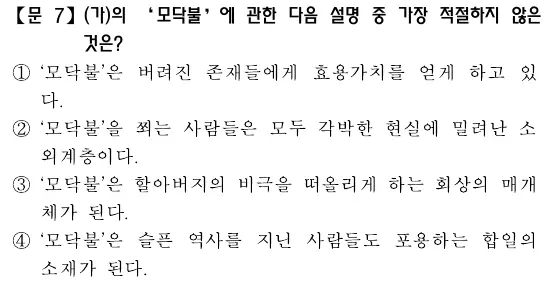 【문 7】(가)의 ‘모닥불’에 관한 다음 설명 중 가장 적절하지 않은
것은?
① ‘모닥불’은 버려진 존재들에게 효용가치를 얻게 하고 있
다.
② ‘모닥불’을 쬐는 사람들은 모두 각박한 현실에 밀려난 소
외계층이다.
③ ‘모닥불’은 할아버지의 비극을 떠올리게 하는 회상의 매개
체가 된다.
④ ‘모닥불’은 슬픈 역사를 지닌 사람들도 포용하는 합일의
소재가 된다.